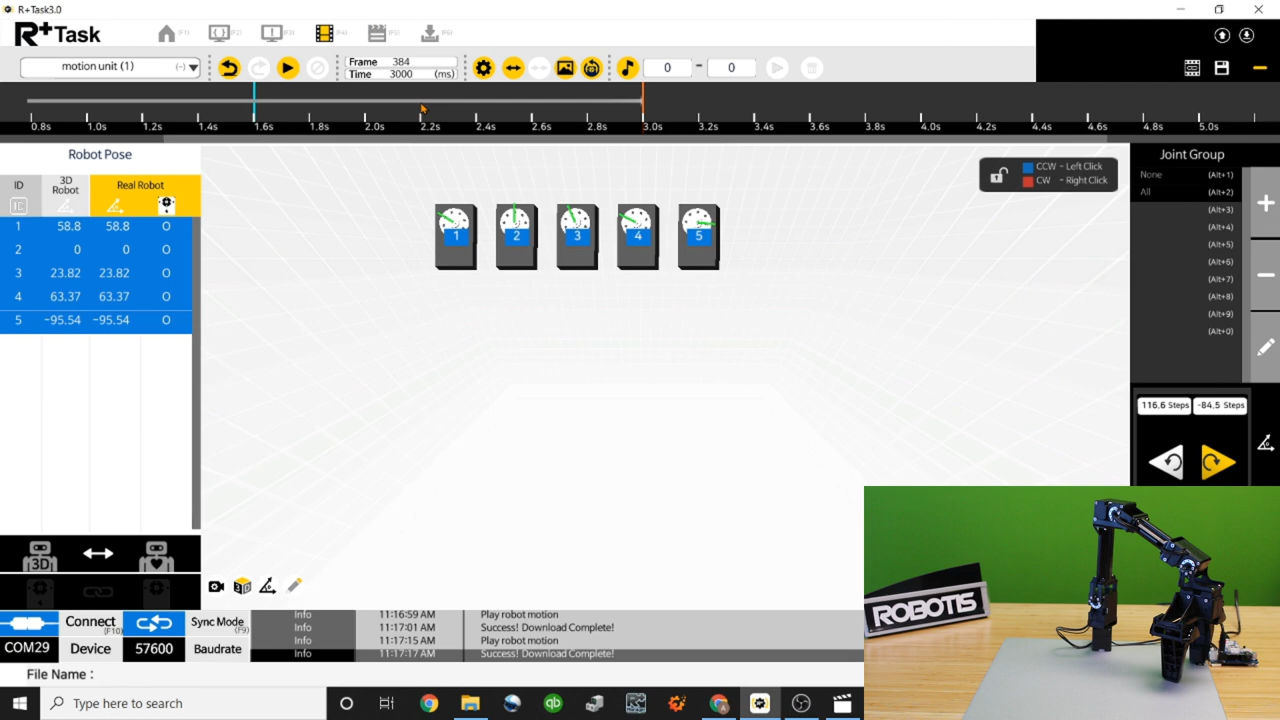 R+Task3.0
R+Task
(F1)
(F2)
(F3)
(F4)
(F5)
(F6)
motion unit (1)
(-)
Frame 384
Time 3000 (ms)
0 - 0
0.8s 1.0s 1.2s 1.4s 1.6s 1.8s 2.0s 2.2s 2.4s 2.6s 2.8s 3.0s 3.2s 3.4s 3.6s 3.8s 4.0s 4.2s 4.4s 4.6s 4.8s 5.0s
Robot Pose
ID 3D Robot Real Robot
1 58.8 58.8 O
2 0 0 O
3 23.82 23.82 O
4 63.37 63.37 O
5 -95.54 -95.54 O
1 2 3 4 5
CCW - Left Click
CW - Right Click
Joint Group
None (Alt+1)
All (Alt+2)
(Alt+3)
(Alt+4)
(Alt+5)
(Alt+6)
(Alt+7)
(Alt+8)
(Alt+9)
(Alt+0)
116.6 Steps -84.5 Steps
3D
3D
Connect (F10)
Sync Mode (F9)
COM29 Device 57600 Baudrate
Info 11:16:59 AM Play robot motion
Info 11:17:01 AM Success! Download Complete!
Info 11:17:15 AM Play robot motion
Info 11:17:17 AM Success! Download Complete!
File Name :
ROBOTIS
Type here to search
qb